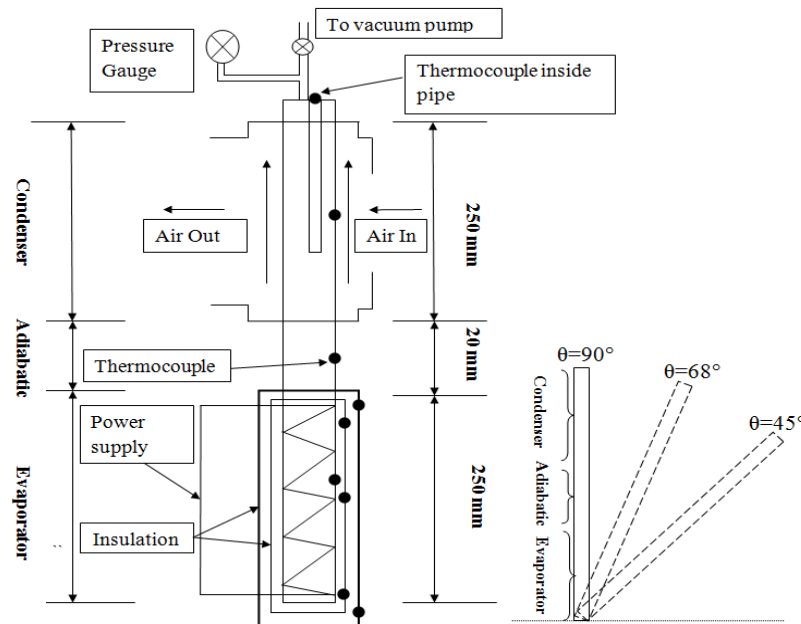 To vacuum pump
Pressure
Gauge
Thermocouple inside
pipe
Condenser
Air Out
Air In
250 mm
Adiabatic
20 mm
Thermocouple
Power
supply
Evaporator
250 mm
Insulation
θ=90°
θ=68°
θ=45°
Condenser
Adiabatic
Evaporator